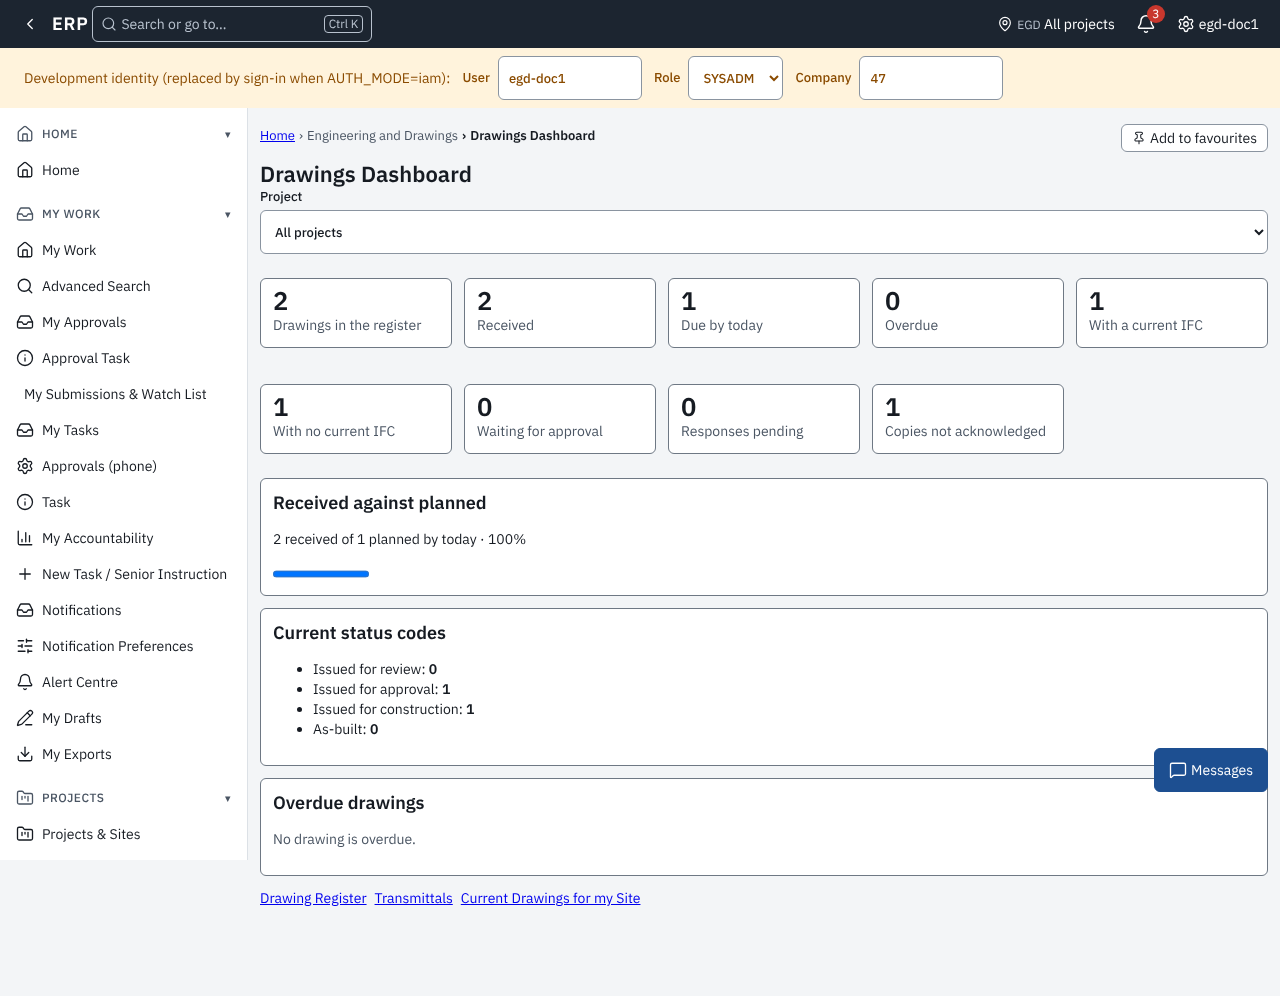 ERP
Search or go to...
Ctrl K
EGD All projects
3
egd-doc1
Development identity (replaced by sign-in when AUTH_MODE=iam):
User
egd-doc1
Role
SYSADM
Company
47
HOME
Home
MY WORK
My Work
Advanced Search
My Approvals
Approval Task
My Submissions & Watch List
My Tasks
Approvals (phone)
Task
My Accountability
New Task / Senior Instruction
Notifications
Notification Preferences
Alert Centre
My Drafts
My Exports
PROJECTS
Projects & Sites
Home › Engineering and Drawings › Drawings Dashboard
Add to favourites
Drawings Dashboard
Project
All projects
2
Drawings in the register
2
Received
1
Due by today
0
Overdue
1
With a current IFC
1
With no current IFC
0
Waiting for approval
0
Responses pending
1
Copies not acknowledged
Received against planned
2 received of 1 planned by today · 100%
Current status codes
• Issued for review: 0
• Issued for approval: 1
• Issued for construction: 1
• As-built: 0
Messages
Overdue drawings
No drawing is overdue.
Drawing Register Transmittals Current Drawings for my Site